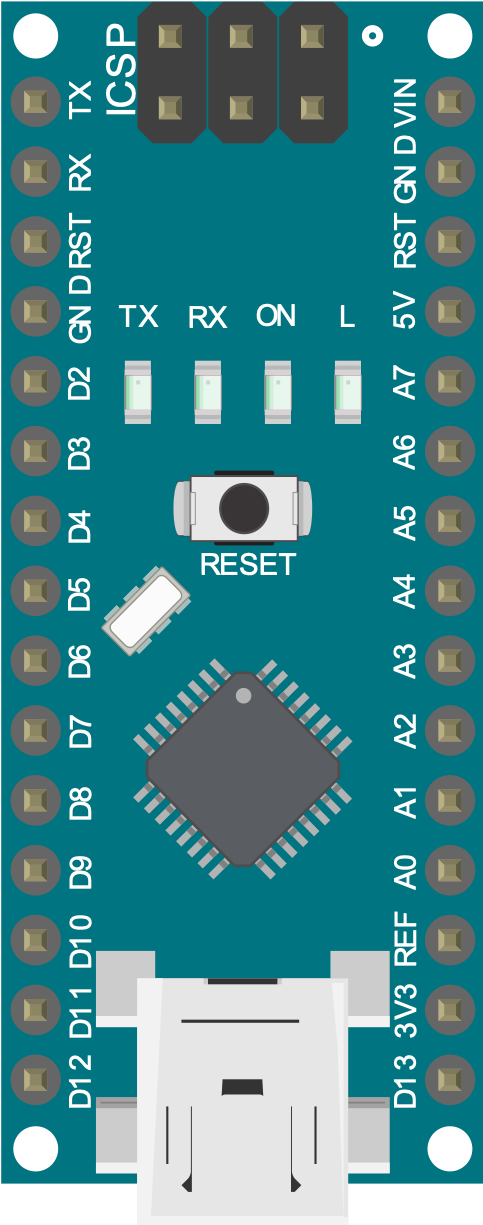 ICSP
TX
RX
RST
GND
D2
D3
D4
D5
D6
D7
D8
D9
D10
D11
D12
TX RX ON L
RESET
VIN
GND
RST
5V
A7
A6
A5
A4
A3
A2
A1
A0
REF
3V3
D13